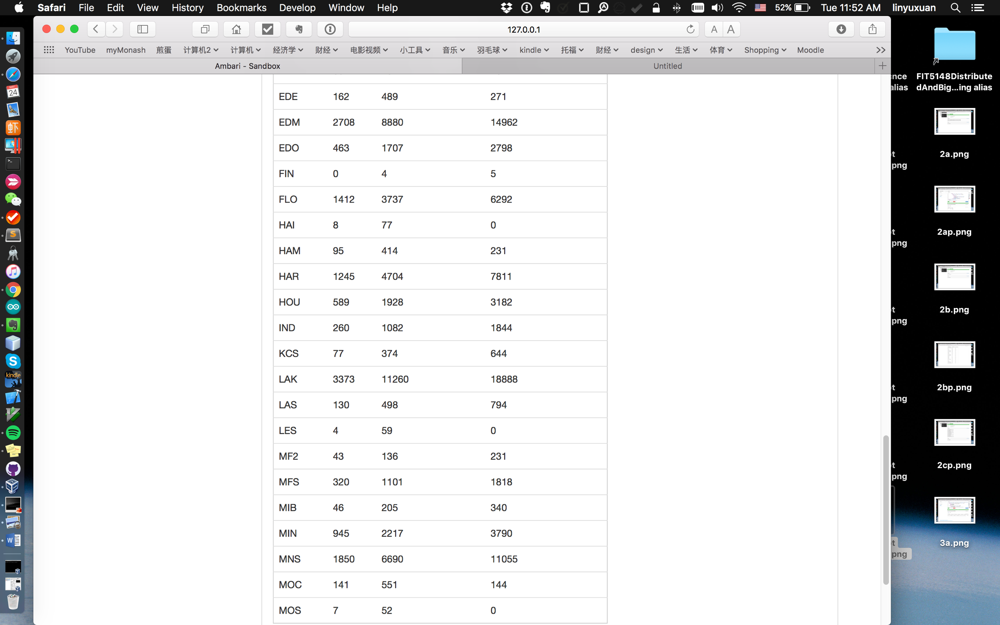 Safari File Edit View History Bookmarks Develop Window Help 52% Tue 11:52 AM linyuxuan
127.0.0.1
A A
YouTube myMonash 煎蛋 计算机2 计算机 经济学 财经 电影视频 小工具 音乐 羽毛球 kindle 托福 财经 design 生活 体育 Shopping Moodle
Ambari - Sandbox Untitled
EDE 162 489 271
EDM 2708 8880 14962
EDO 463 1707 2798
FIN 0 4 5
FLO 1412 3737 6292
HAI 8 77 0
HAM 95 414 231
HAR 1245 4704 7811
HOU 589 1928 3182
IND 260 1082 1844
KCS 77 374 644
LAK 3373 11260 18888
LAS 130 498 794
LES 4 59 0
MF2 43 136 231
MFS 320 1101 1818
MIB 46 205 340
MIN 945 2217 3790
MNS 1850 6690 11055
MOC 141 551 144
MOS 7 52 0
nce
alias
t
png
t
png
t
png
t
png
t
png
t
png
FIT5148Distribute
dAndBig...ing alias
2a.png
2ap.png
2b.png
2bp.png
2cp.png
3a.png
MAY
24
虾
S
kindle
W